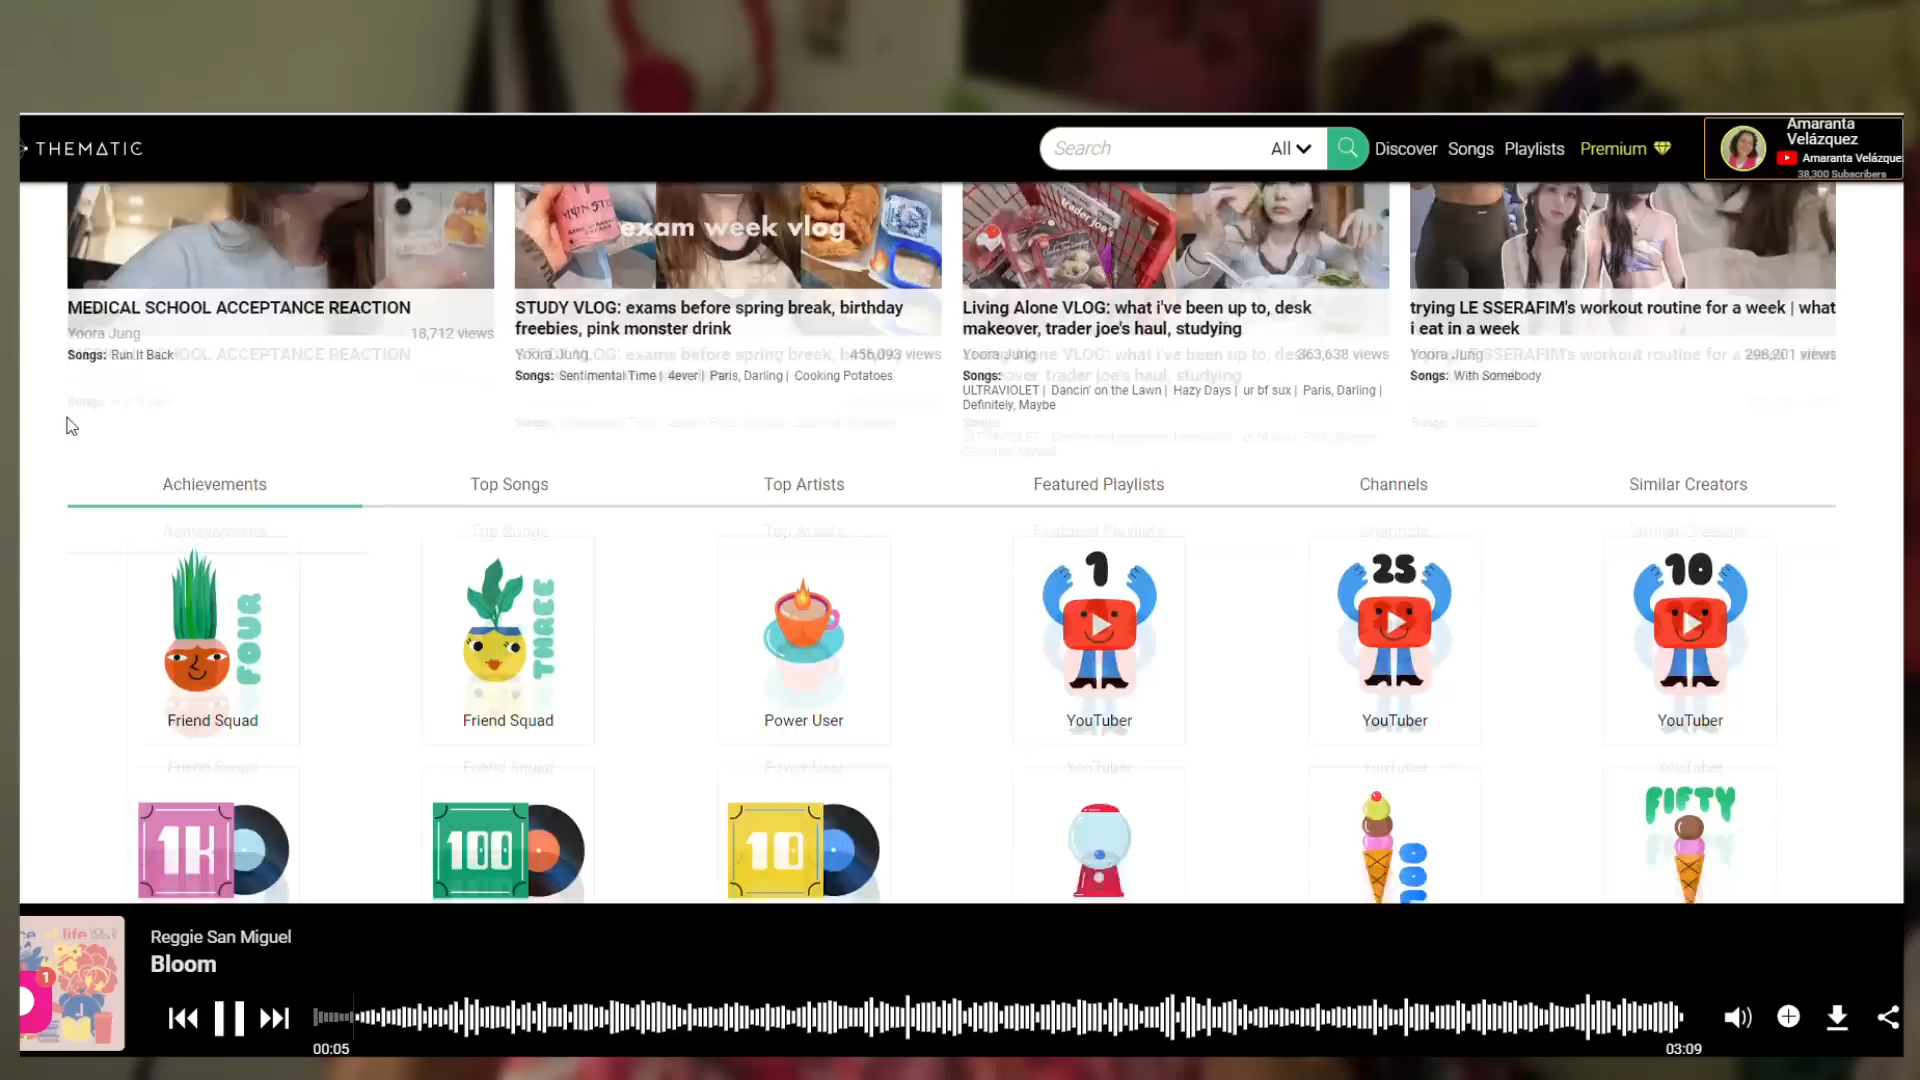 THEMATIC
Search
All
Discover
Songs
Playlists
Premium
Amaranta
Velázquez
Amaranta Velázque
38,300 Subscribers
exam week vlog
trader joe's
MEDICAL SCHOOL ACCEPTANCE REACTION
Yoora Jung
18,712 views
Songs: Run It Back
STUDY VLOG: exams before spring break, birthday
freebies, pink monster drink
Yoora Jung
456,093 views
Songs: Sentimental Time | 4ever | Paris, Darling | Cooking Potatoes
Living Alone VLOG: what i've been up to, desk
makeover, trader joe's haul, studying
Yoora Jung
363,638 views
Songs:
ULTRAVIOLET | Dancin' on the Lawn | Hazy Days | ur bf sux | Paris, Darling |
Definitely, Maybe
trying LE SSERAFIM's workout routine for a week | what
i eat in a week
Yoora Jung
298,201 views
Songs: With Somebody
Achievements
Top Songs
Top Artists
Featured Playlists
Channels
Similar Creators
FOUR
Friend Squad
THREE
Friend Squad
Power User
1
YouTuber
25
YouTuber
10
YouTuber
1K
100
10
FIFTY
Reggie San Miguel
Bloom
1
00:05
03:09